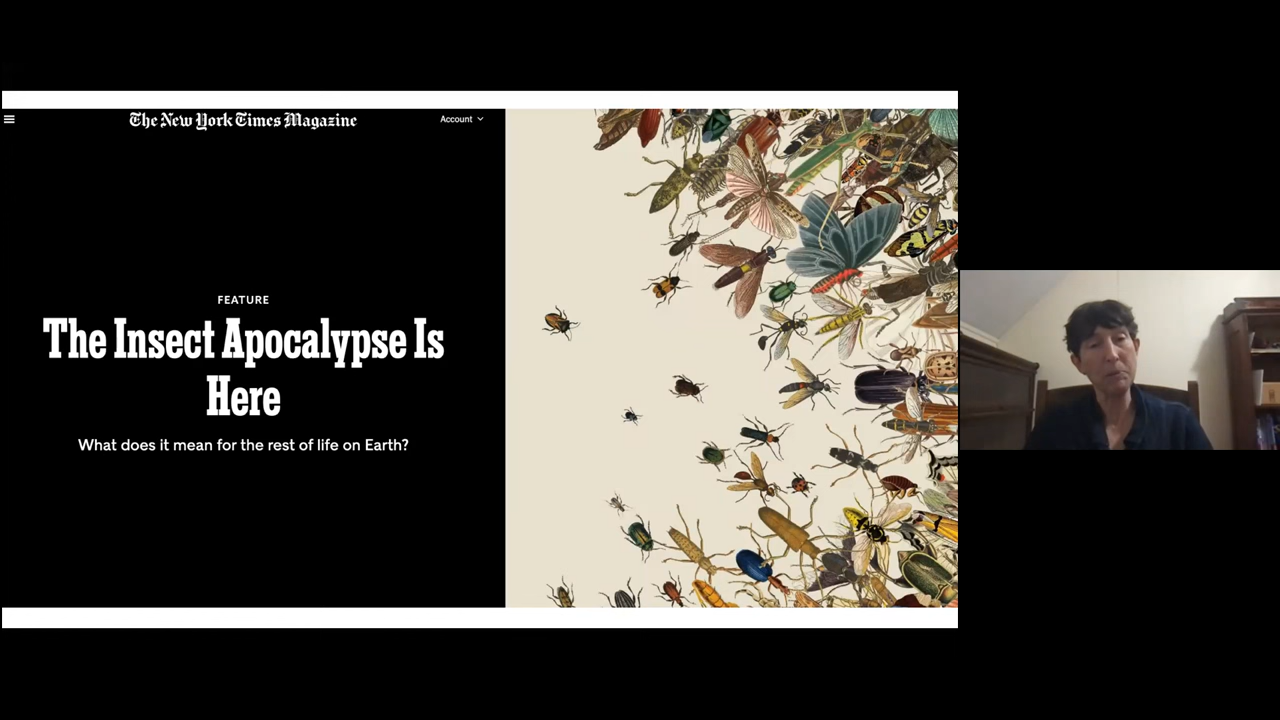 The New York Times Magazine
Account
FEATURE
The Insect Apocalypse Is
Here
What does it mean for the rest of life on Earth?